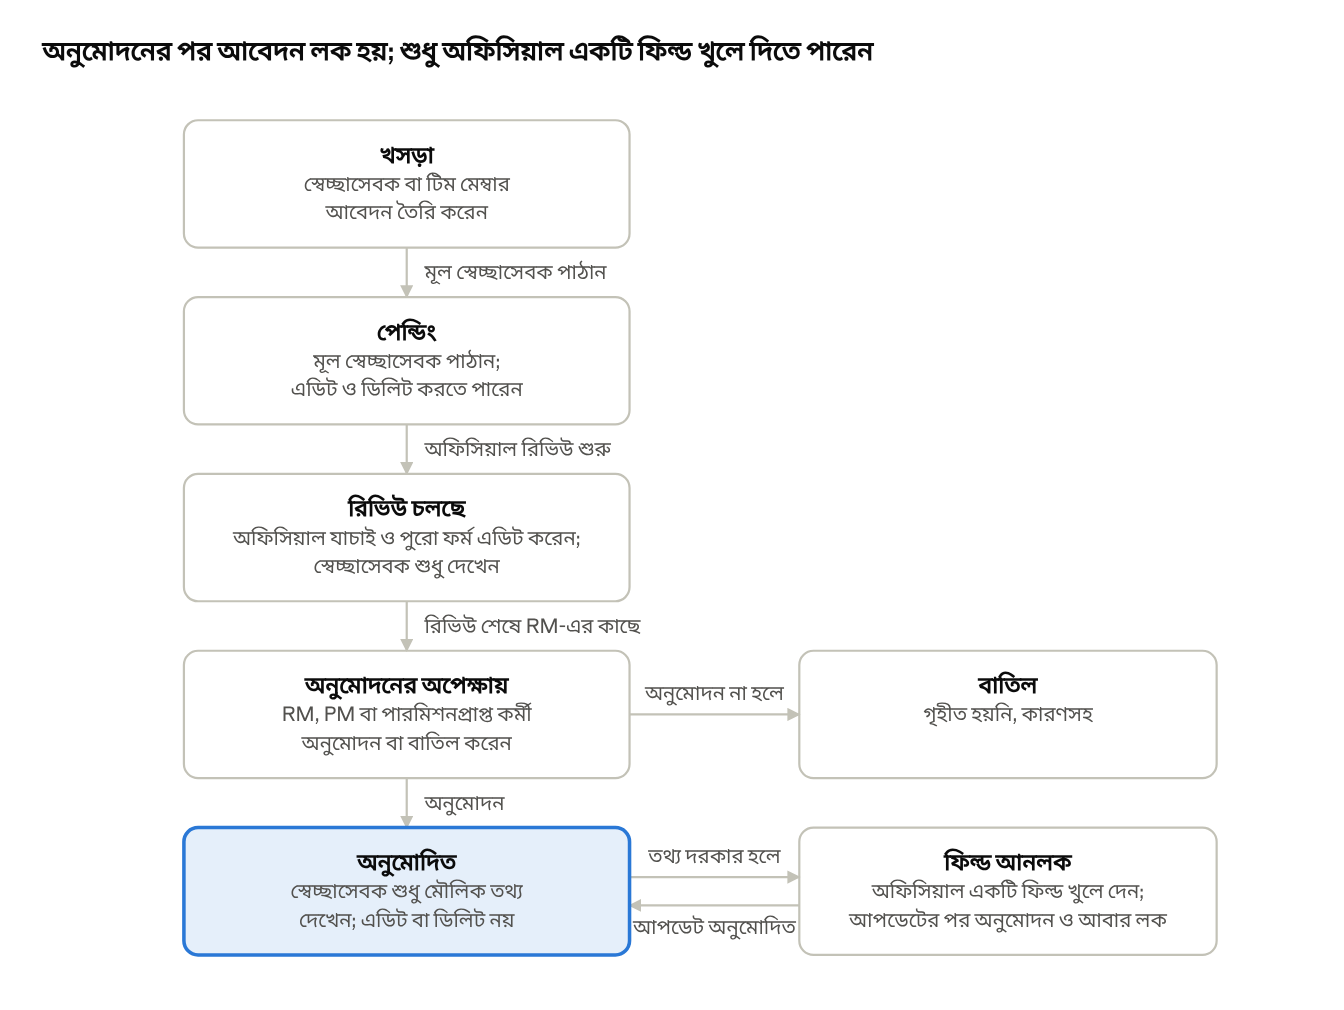 অনুমোদনের পর আবেদন লক হয়; শুধু অফিসিয়াল একটি ফিল্ড খুলে দিতে পারেন
খসড়া
স্বেচ্ছাসেবক বা টিম মেম্বার
আবেদন তৈরি করেন
মূল স্বেচ্ছাসেবক পাঠান
পেন্ডিং
মূল স্বেচ্ছাসেবক পাঠান;
এডিট ও ডিলিট করতে পারেন
অফিসিয়াল রিভিউ শুরু
রিভিউ চলছে
অফিসিয়াল যাচাই ও পুরো ফর্ম এডিট করেন;
স্বেচ্ছাসেবক শুধু দেখেন
রিভিউ শেষে RM-এর কাছে
অনুমোদনের অপেক্ষায়
RM, PM বা পারমিশনপ্রাপ্ত কর্মী
অনুমোদন বা বাতিল করেন
অনুমোদন না হলে
বাতিল
গৃহীত হয়নি, কারণসহ
অনুমোদন
অনুমোদিত
স্বেচ্ছাসেবক শুধু মৌলিক তথ্য
দেখেন; এডিট বা ডিলিট নয়
তথ্য দরকার হলে
আপডেট অনুমোদিত
ফিল্ড আনলক
অফিসিয়াল একটি ফিল্ড খুলে দেন;
আপডেটের পর অনুমোদন ও আবার লক